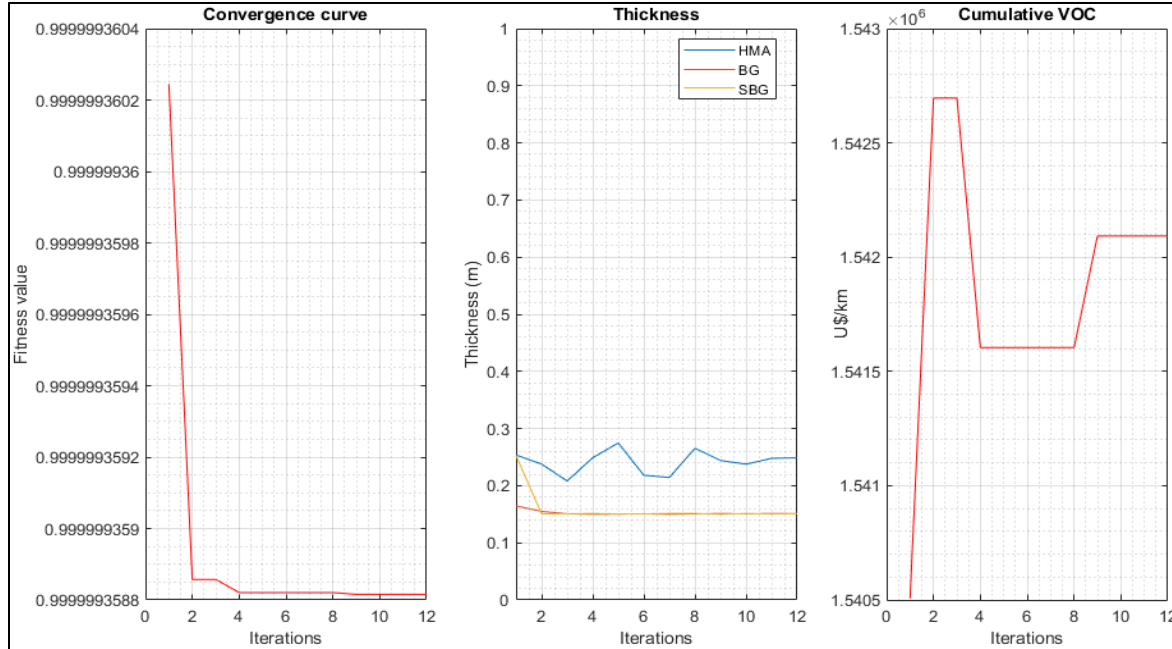 Convergence curve
0.9999993604
0.9999993602
0.99999936
0.9999993598
0.9999993596
0.9999993594
0.9999993592
0.999999359
0.9999993588
Fitness value
0 2 4 6 8 10 12
Iterations
Thickness
1
0.9
0.8
0.7
0.6
0.5
0.4
0.3
0.2
0.1
0
Thickness (m)
HMA
BG
SBG
2 4 6 8 10 12
Iterations
Cumulative VOC
×10⁶
1.543
1.5425
1.542
1.5415
1.541
1.5405
U$/km
0 2 4 6 8 10 12
Iterations